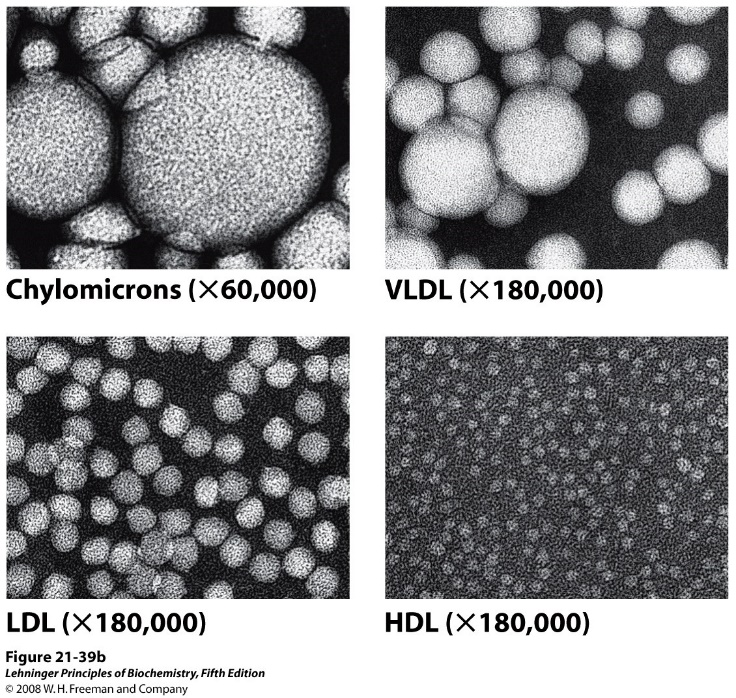 Chylomicrons (×60,000)
VLDL (×180,000)
LDL (×180,000)
HDL (×180,000)
Figure 21-39b
Lehninger Principles of Biochemistry, Fifth Edition
© 2008 W. H. Freeman and Company